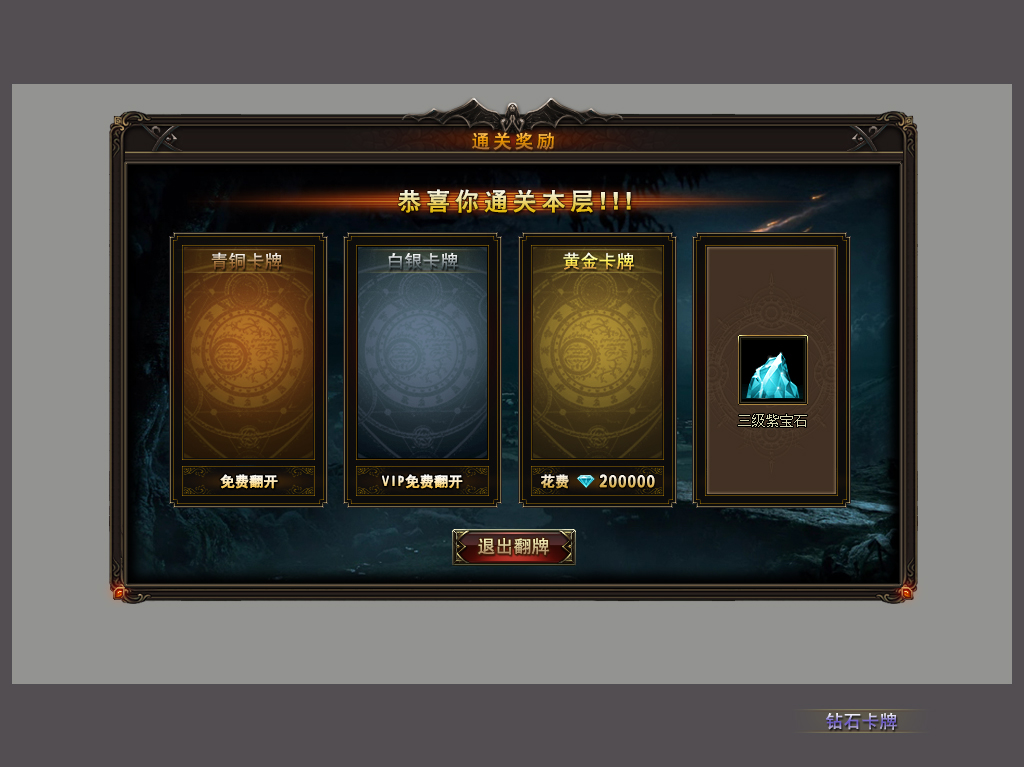 通关奖励
恭喜你通关本层!!!
青铜卡牌
白银卡牌
黄金卡牌
三级紫宝石
免费翻开
VIP免费翻开
花费 200000
退出翻牌
钻石卡牌